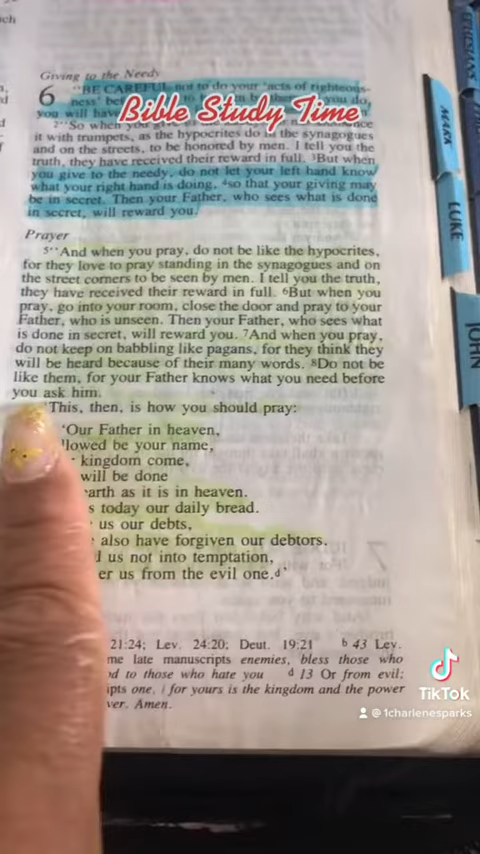 Giving to the Needy
6 "BE CAREFUL not to do your 'acts of righteous-
ness' bef you do,
you will have
Bible Study Time
2"So when you
it with trumpets, as the hypocrites do in the synagogues
and on the streets, to be honored by men. I tell you the
truth, they have received their reward in full. 3But when
you give to the needy, do not let your left hand know
what your right hand is doing, 4so that your giving may
be in secret. Then your Father, who sees what is done
in secret, will reward you.
Prayer
5"And when you pray, do not be like the hypocrites,
for they love to pray standing in the synagogues and on
the street corners to be seen by men. I tell you the truth,
they have received their reward in full. 6But when you
pray, go into your room, close the door and pray to your
Father, who is unseen. Then your Father, who sees what
is done in secret, will reward you. 7And when you pray,
do not keep on babbling like pagans, for they think they
will be heard because of their many words. 8Do not be
like them, for your Father knows what you need before
you ask him.
"This, then, is how you should pray:
'Our Father in heaven,
llowed be your name,
kingdom come,
will be done
earth as it is in heaven.
s today our daily bread.
us our debts,
also have forgiven our debtors.
d us not into temptation,
er us from the evil one.d'
21:24; Lev. 24:20; Deut. 19:21 b 43 Lev.
me late manuscripts enemies, bless those who
od to those who hate you d 13 Or from evil;
ipts one, / for yours is the kingdom and the power
ver. Amen.
MARK
LUKE
JOHN
TikTok
@1charlenesparks